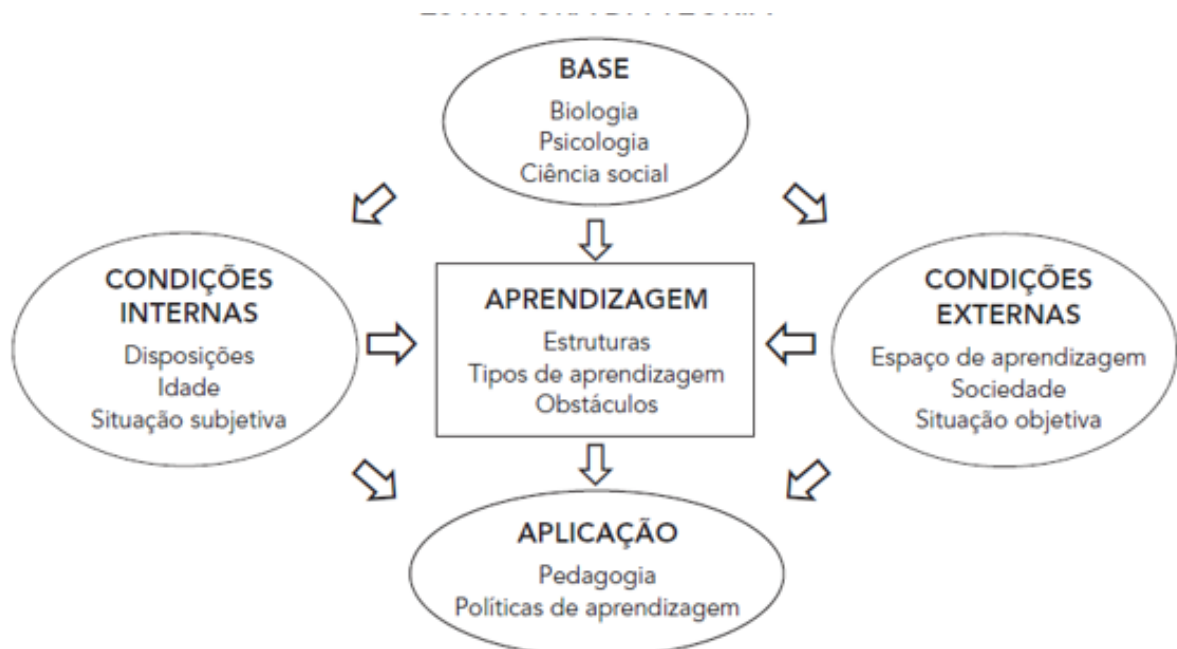 BASE
Biologia
Psicologia
Ciência social
CONDIÇÕES
INTERNAS
Disposições
Idade
Situação subjetiva
APRENDIZAGEM
Estruturas
Tipos de aprendizagem
Obstáculos
CONDIÇÕES
EXTERNAS
Espaço de aprendizagem
Sociedade
Situação objetiva
APLICAÇÃO
Pedagogia
Políticas de aprendizagem